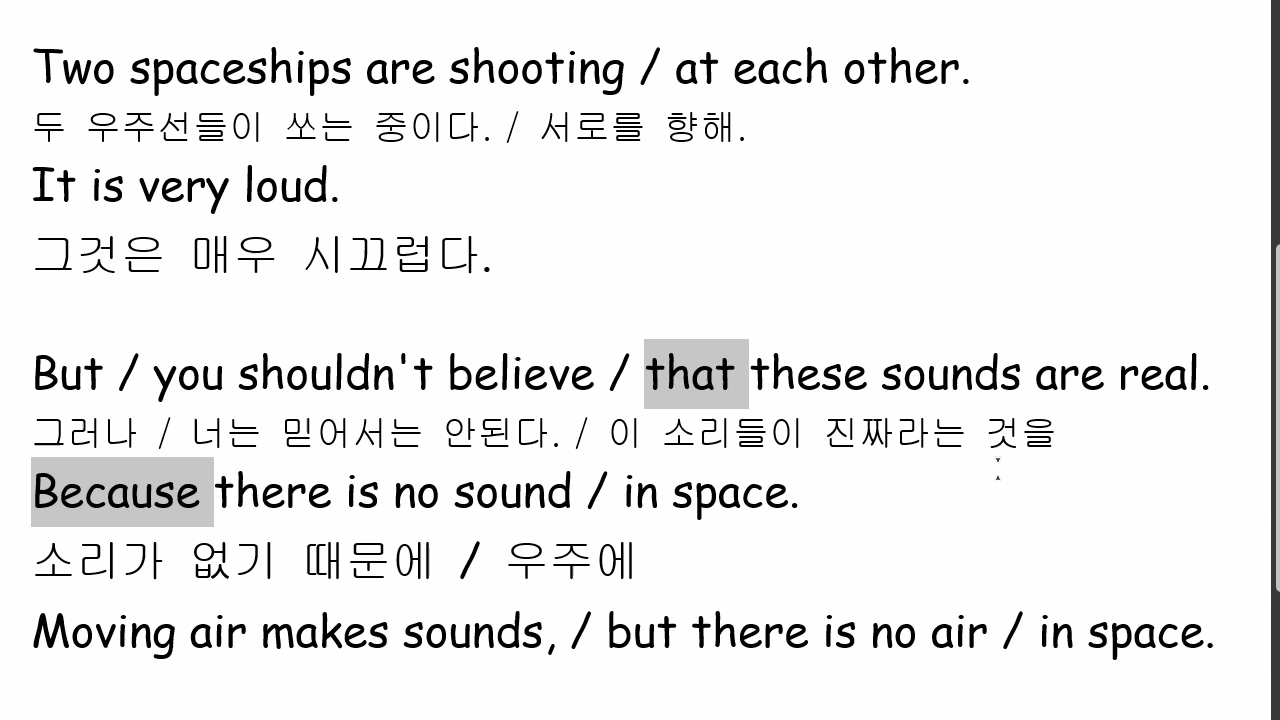 Two spaceships are shooting / at each other.
두 우주선들이 쏘는 중이다. / 서로를 향해.
It is very loud.
그것은 매우 시끄럽다.
But / you shouldn't believe / that these sounds are real.
그러나 / 너는 믿어서는 안된다. / 이 소리들이 진짜라는 것을
Because there is no sound / in space.
소리가 없기 때문에 / 우주에
Moving air makes sounds, / but there is no air / in space.